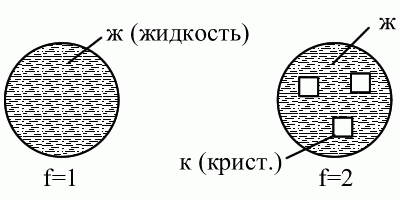 ж (жидкость)
ж
к (крист.)
f=1
f=2